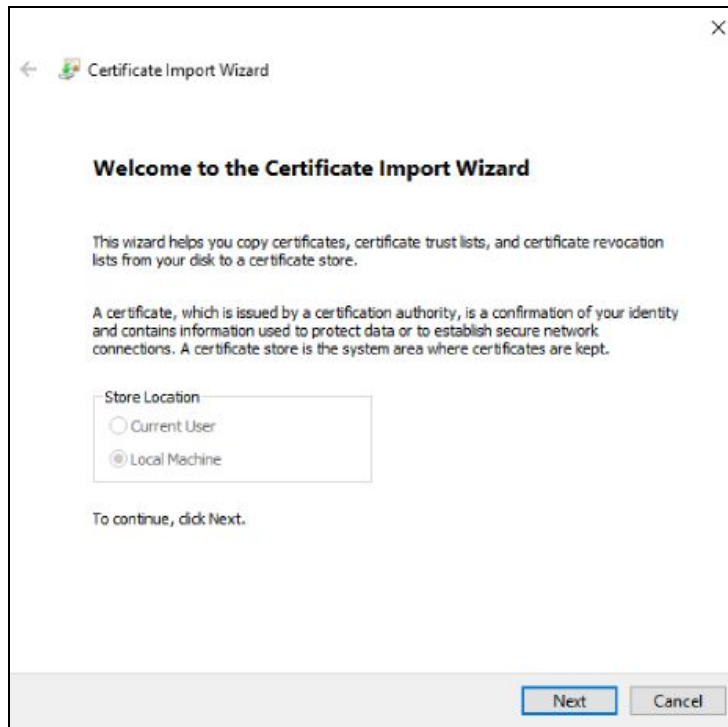 Certificate Import Wizard
Welcome to the Certificate Import Wizard
This wizard helps you copy certificates, certificate trust lists, and certificate revocation
lists from your disk to a certificate store.
A certificate, which is issued by a certification authority, is a confirmation of your identity
and contains information used to protect data or to establish secure network
connections. A certificate store is the system area where certificates are kept.
Store Location
Current User
Local Machine
To continue, click Next.
Next Cancel